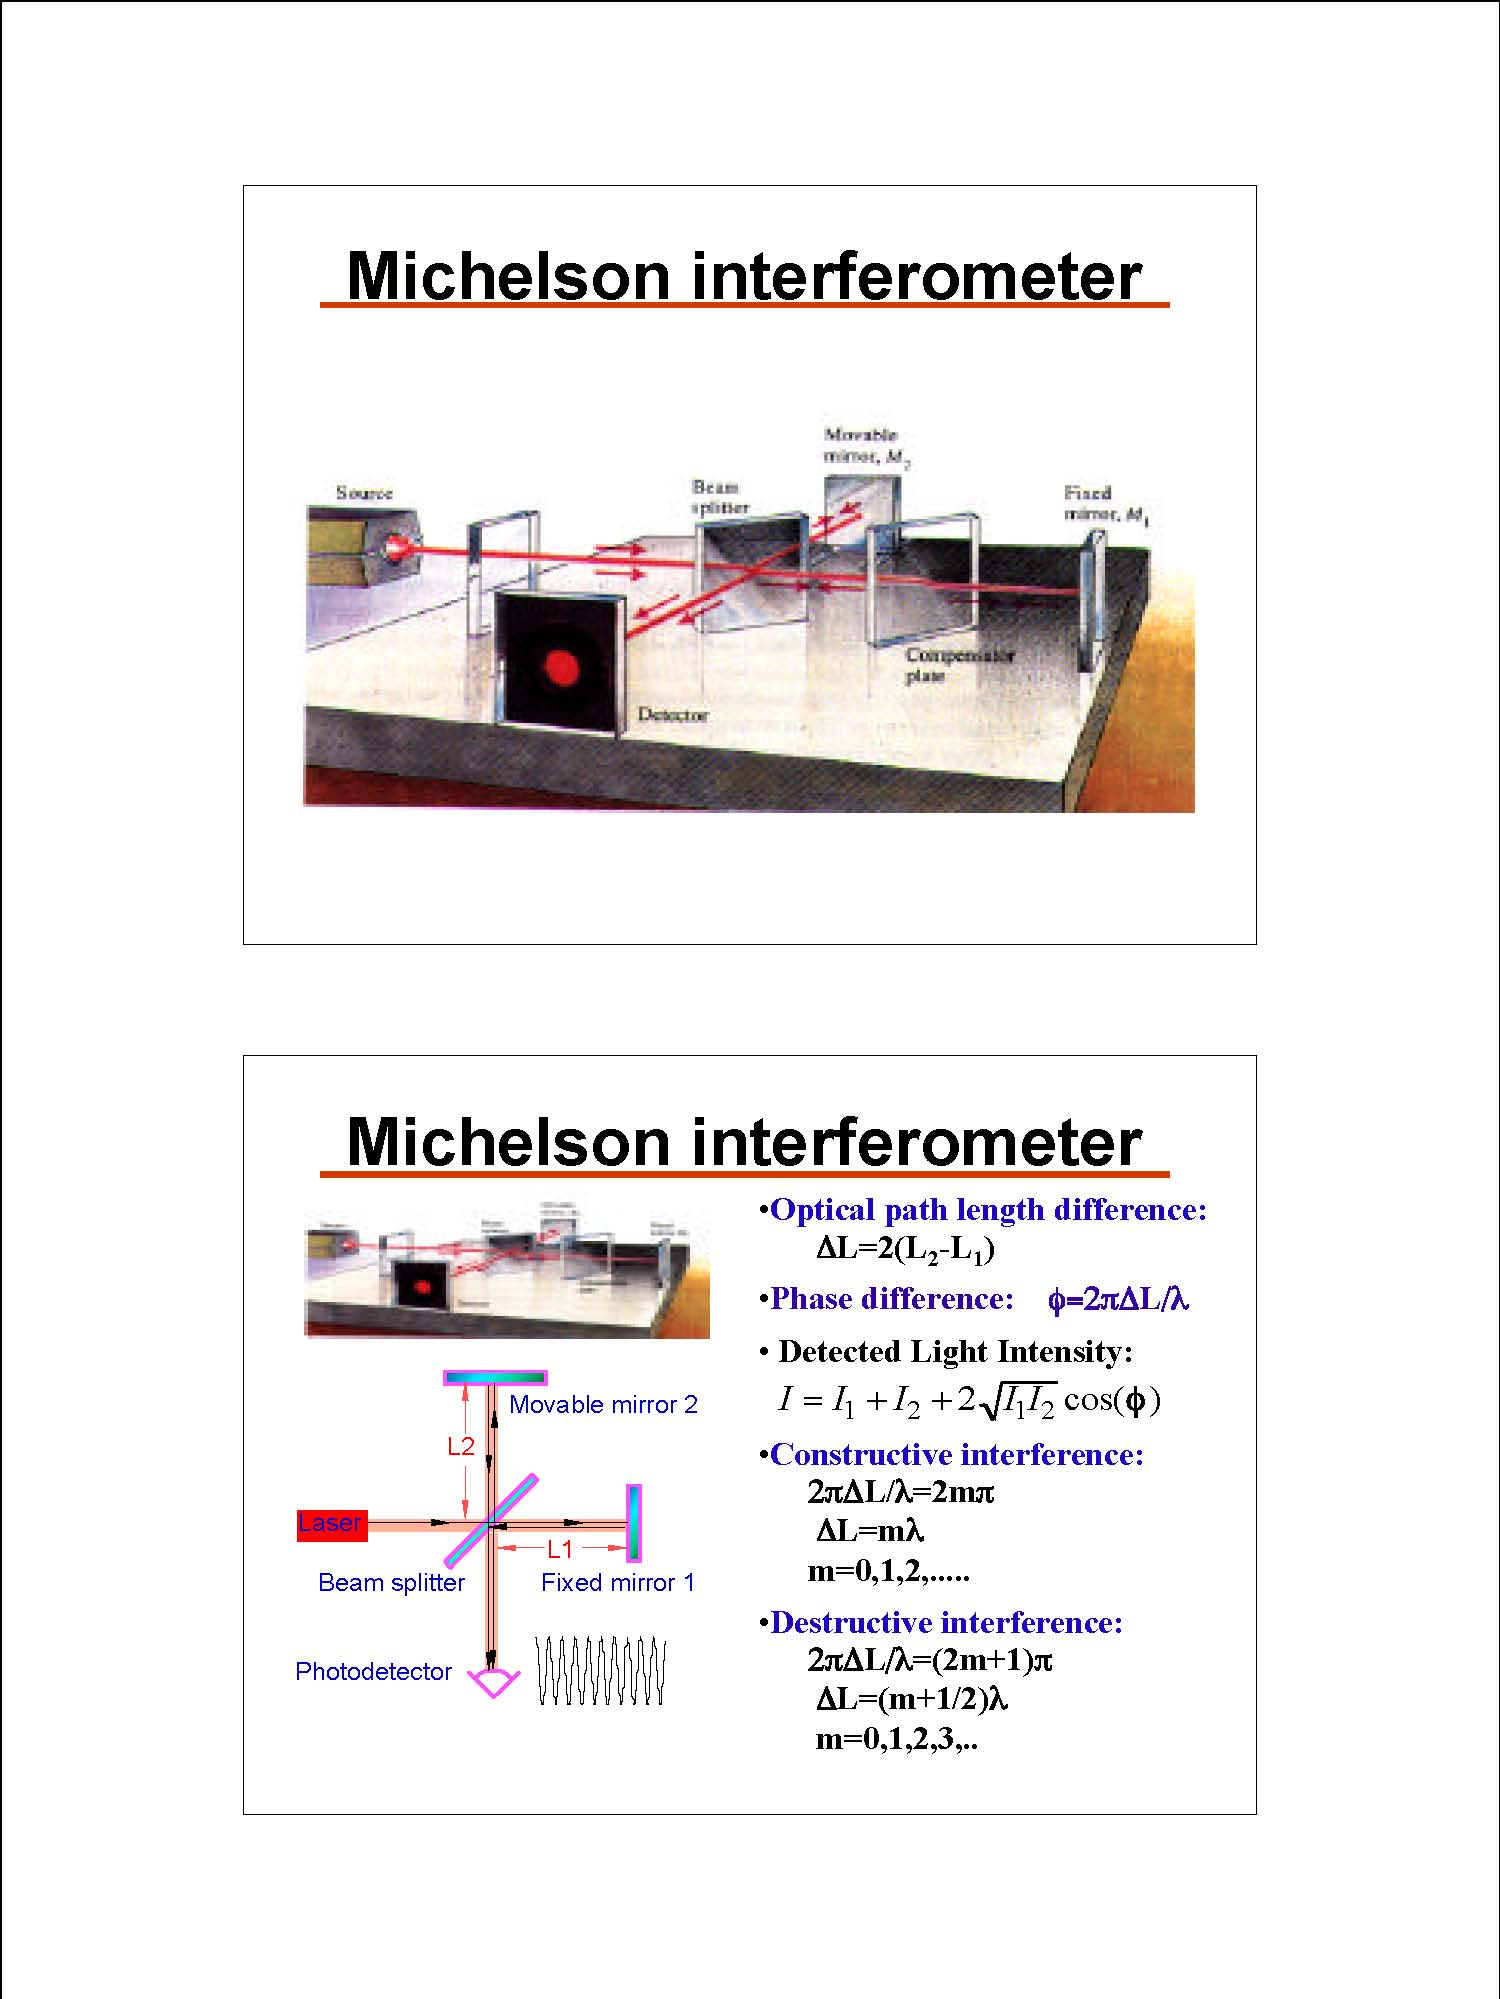 Michelson interferometer
Movable
mirror, M2
Source
Beam
splitter
Fixed
mirror, M1
Compensator
plate
Detector
Michelson interferometer
•Optical path length difference:
ΔL=2(L2-L1)
•Phase difference: ϕ=2πΔL/λ
• Detected Light Intensity:
I = I1 + I2 + 2√I1I2 cos(ϕ)
•Constructive interference:
2πΔL/λ=2mπ
ΔL=mλ
m=0,1,2,.....
•Destructive interference:
2πΔL/λ=(2m+1)π
ΔL=(m+1/2)λ
m=0,1,2,3,..
Movable mirror 2
L2
Laser
L1
Beam splitter
Fixed mirror 1
Photodetector